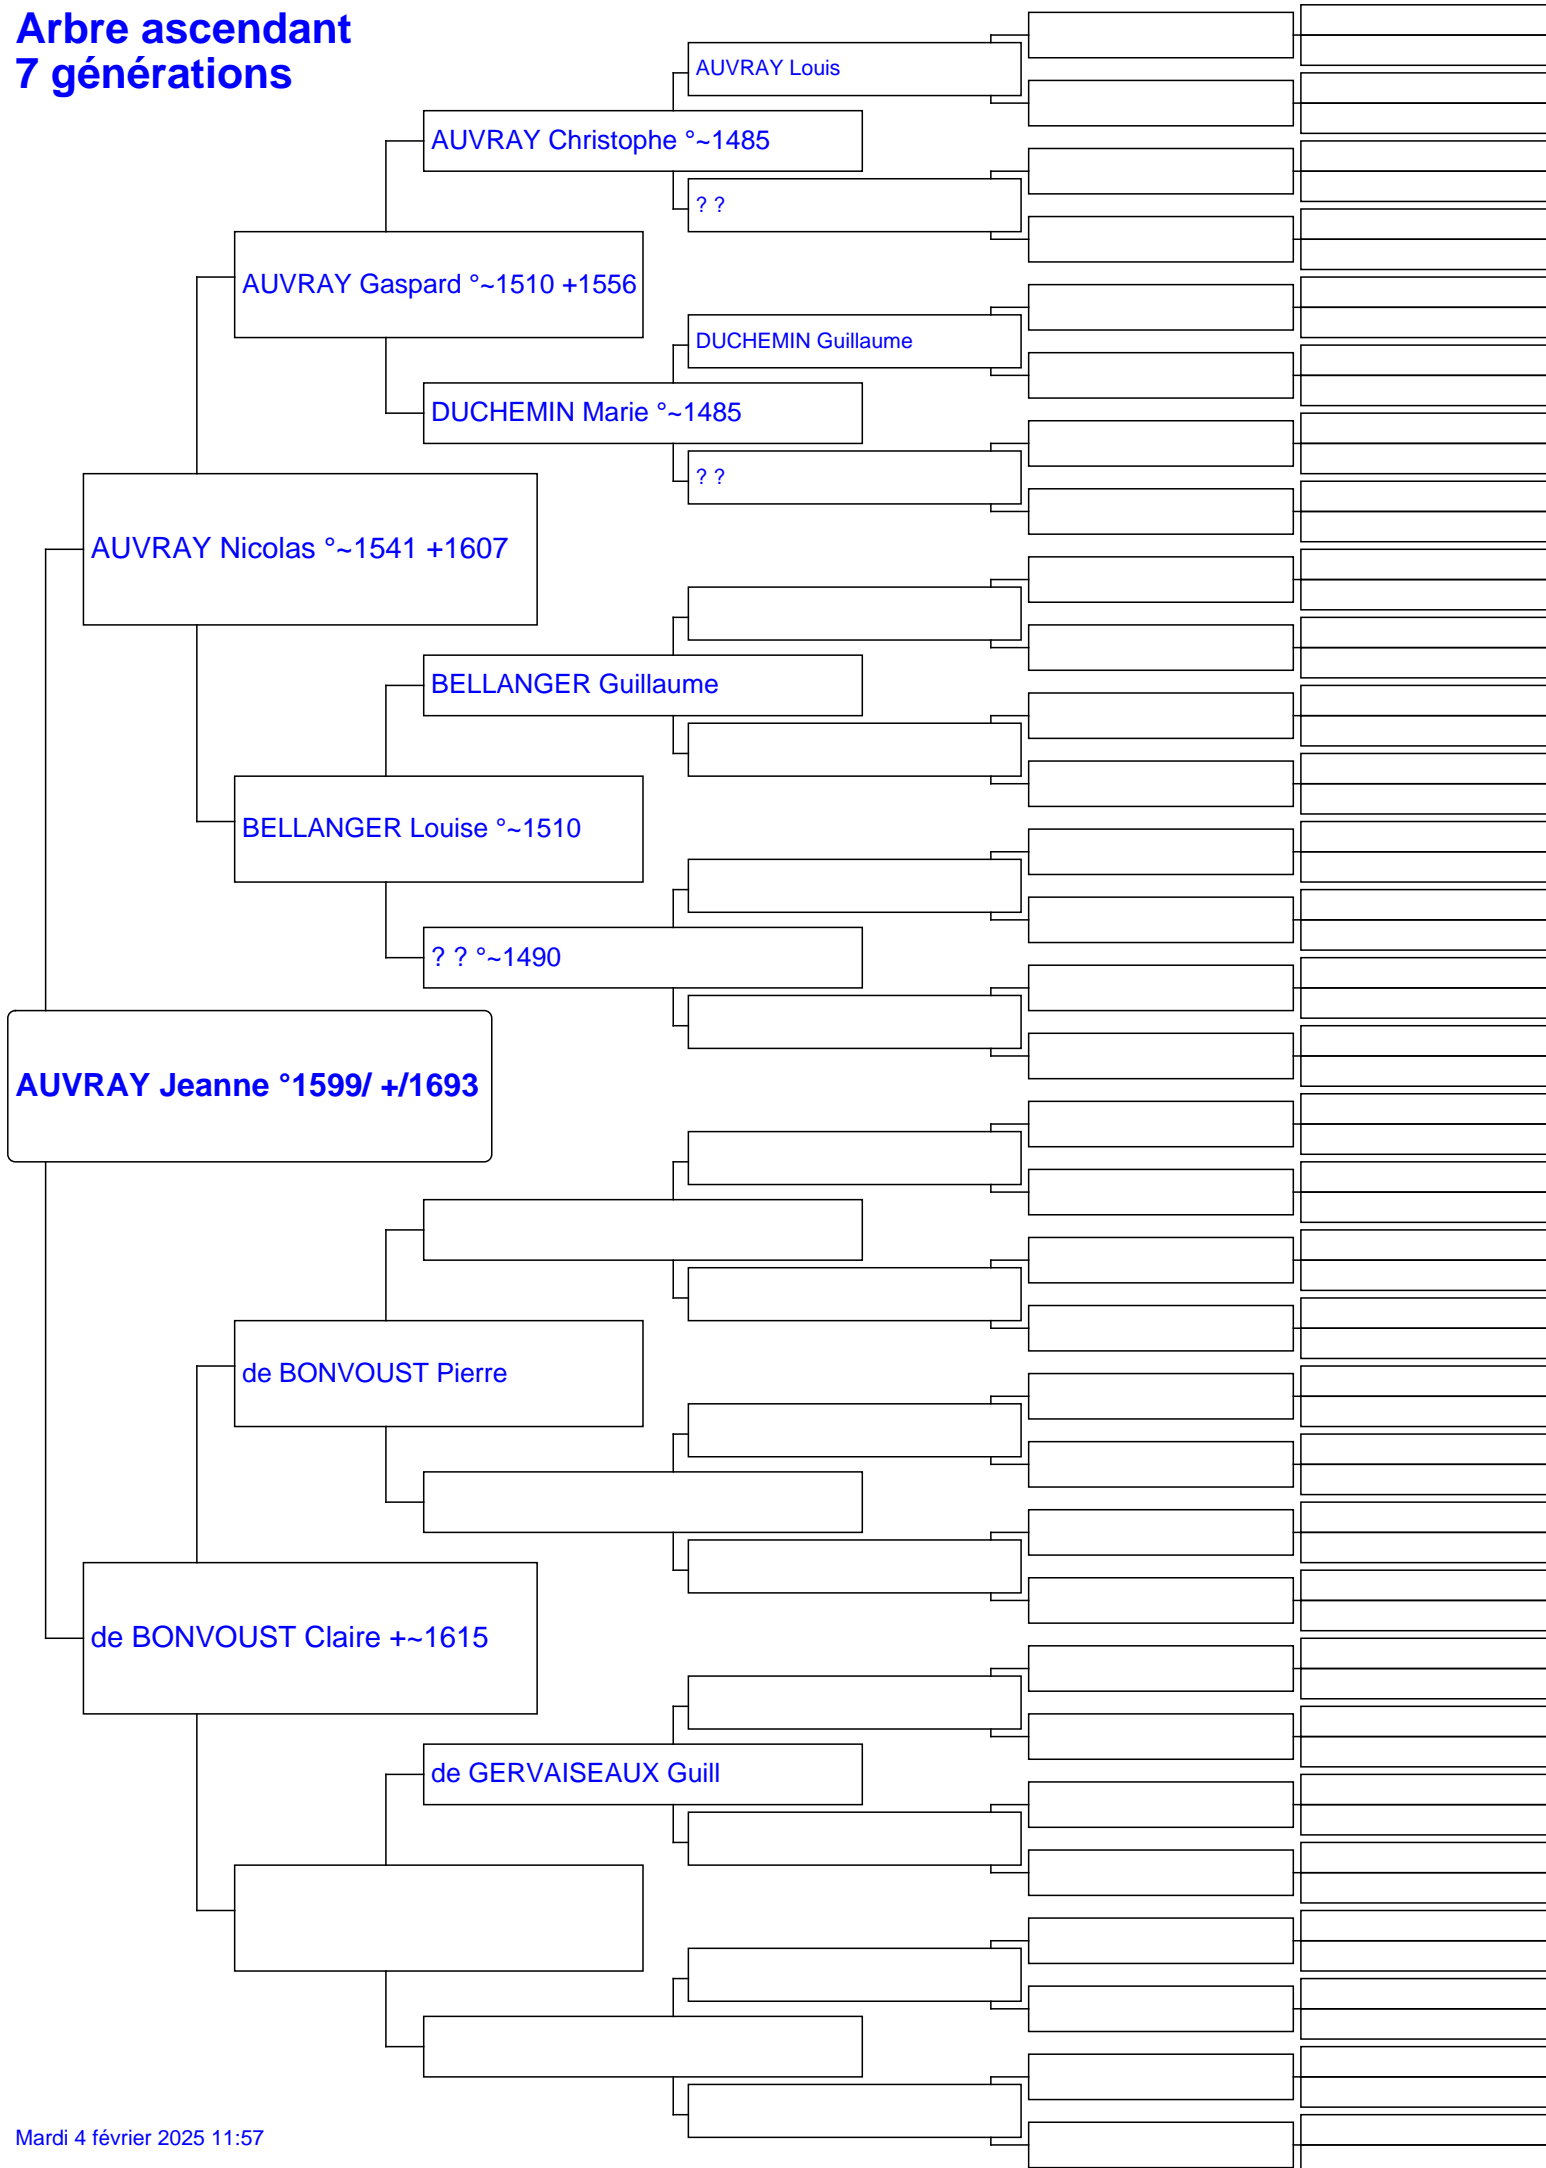 Arbre ascendant
7 générations
AUVRAY Louis
AUVRAY Christophe °~1485
? ?
AUVRAY Gaspard °~1510 +1556
DUCHEMIN Guillaume
DUCHEMIN Marie °~1485
? ?
AUVRAY Nicolas °~1541 +1607
BELLANGER Guillaume
BELLANGER Louise °~1510
? ? °~1490
AUVRAY Jeanne °1599/ +/1693
de BONVOUST Pierre
de BONVOUST Claire +~1615
de GERVAISEAUX Guill
Mardi 4 février 2025 11:57